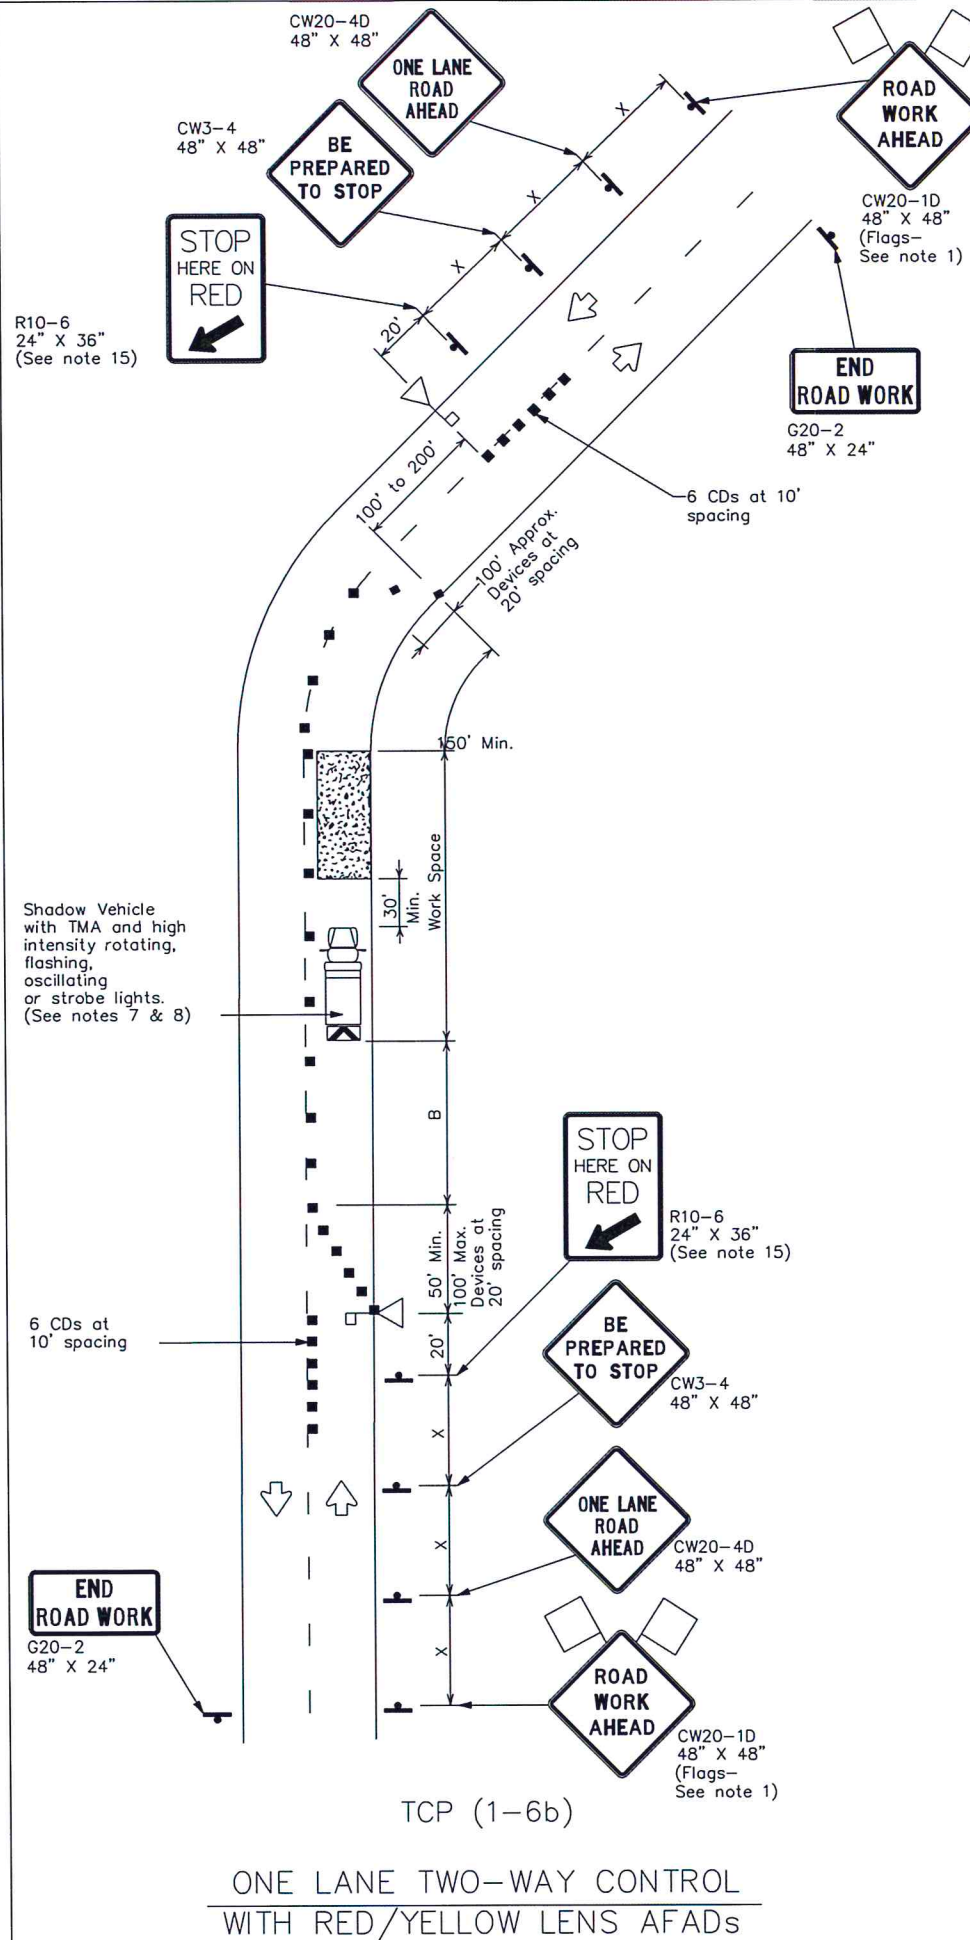 CW20-4D
48" X 48"
ONE LANE
ROAD
AHEAD
ROAD
WORK
AHEAD
CW3-4
48" X 48"
BE
PREPARED
TO STOP
X
CW20-1D
48" X 48"
(Flags-
See note 1)
STOP
HERE ON
RED
X
X
R10-6
24" X 36"
(See note 15)
20'
END
ROAD WORK
G20-2
48" X 24"
100' to 200'
6 CDs at 10'
spacing
100' Approx.
Devices at
20' spacing
150' Min.
Work Space
30'
Min.
Shadow Vehicle
with TMA and high
intensity rotating,
flashing,
oscillating
or strobe lights.
(See notes 7 & 8)
B
STOP
HERE ON
RED
R10-6
24" X 36"
(See note 15)
50' Min.
100' Max.
Devices at
20' spacing
6 CDs at
10' spacing
20'
BE
PREPARED
TO STOP
CW3-4
48" X 48"
X
ONE LANE
ROAD
AHEAD
CW20-4D
48" X 48"
X
END
ROAD WORK
G20-2
48" X 24"
X
ROAD
WORK
AHEAD
CW20-1D
48" X 48"
(Flags-
See note 1)
TCP (1-6b)
ONE LANE TWO-WAY CONTROL
WITH RED/YELLOW LENS AFADs